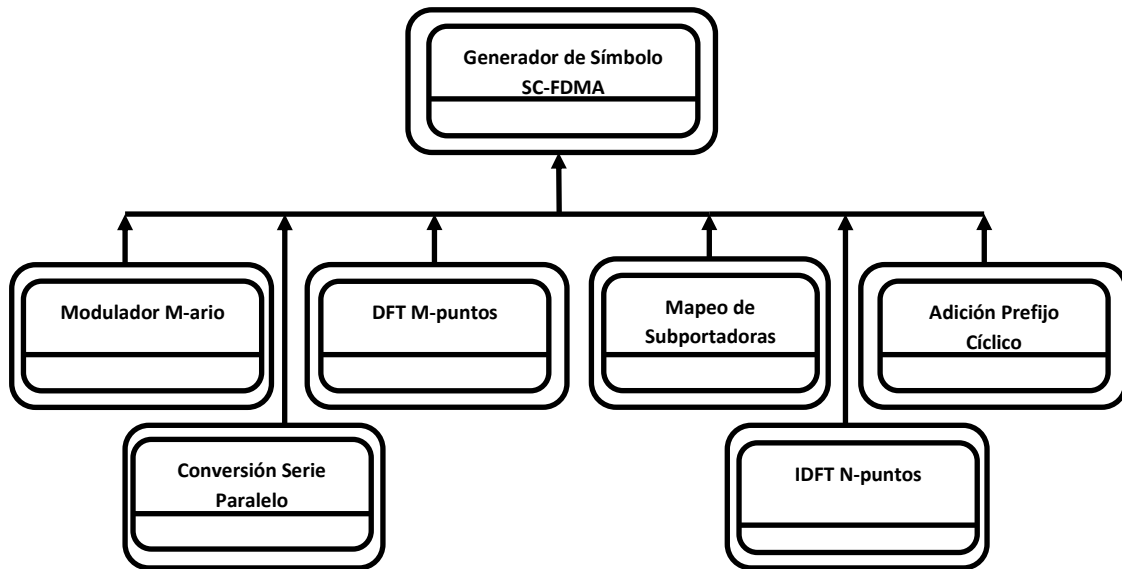 Generador de Símbolo
SC-FDMA
Modulador M-ario
DFT M-puntos
Mapeo de
Subportadoras
Adición Prefijo
Cíclico
Conversión Serie
Paralelo
IDFT N-puntos